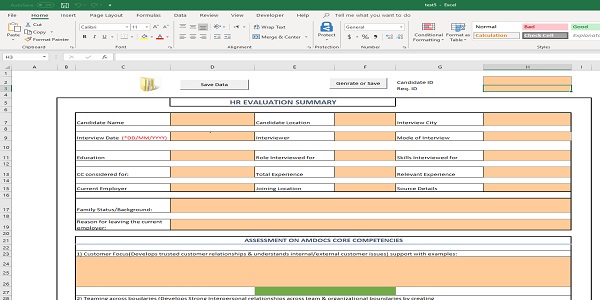 AutoSave
test5 - Excel
File Home Insert Page Layout Formulas Data Review View Developer Help Tell me what you want to do
Cut
Copy
Paste
Format Painter
Clipboard
B I U
Font
Wrap Text
Merge & Center
Alignment
Protect
Protection
General
Number
Conditional Formatting
Format as Table
Normal Bad Good
Calculation Check Cell Explanatory
Styles
H3
A B C D E F G H I
1
2 Save Data Genrate or Save Candidate ID
3 Req. ID
4
5 HR EVALUATION SUMMARY
6
7 Candidate Name Candidate Location Interview City
8
9 Interview Date (*DD/MM/YYYY) Interviewer Mode of Interview
10
11 Education Role Interviewed for Skills Interviewed for
12
13 CC considered for: Total Experience Relevant Experience
14
15 Current Employer Joining Location Source Details
16
17 Family Status/Background:
18
19 Reason for leaving the current employer:
20
21 ASSESSMENT ON AMDOCS CORE COMPETENCIES
22
23 1) Customer Focus(Develops trusted customer relationships & understands internal/external customer issues) support with examples:
24
25
26
27
28 2) Teaming across boundaries (Develops Strong Interpersonal relationships across team & organizational boundaries by creating